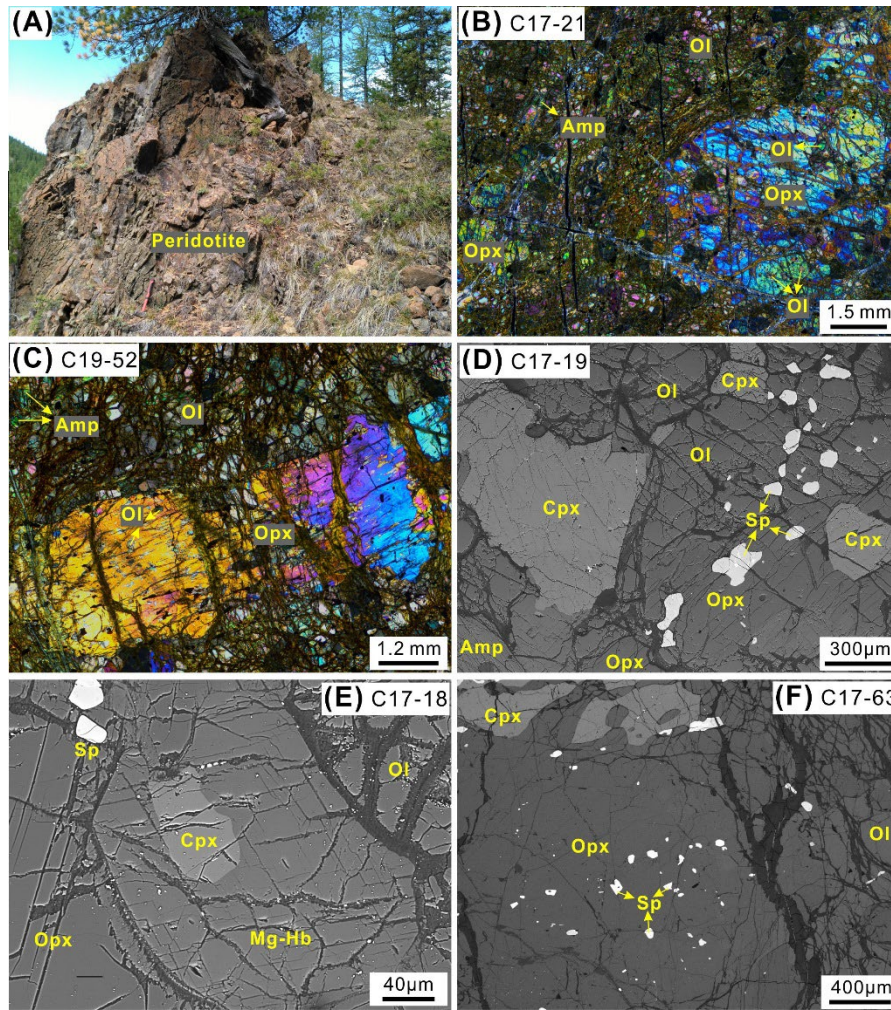 (A)
Peridotite
(B) C17-21
Ol
Amp
Ol
Opx
Opx
Ol
1.5 mm
(C) C19-52
Ol
Amp
Ol
Opx
1.2 mm
(D) C17-19
Cpx
Ol
Ol
Cpx
Sp
Cpx
Opx
Amp
Opx
300µm
(E) C17-18
Sp
Ol
Cpx
Opx
Mg-Hb
40µm
(F) C17-63
Cpx
Opx
Ol
Sp
400µm